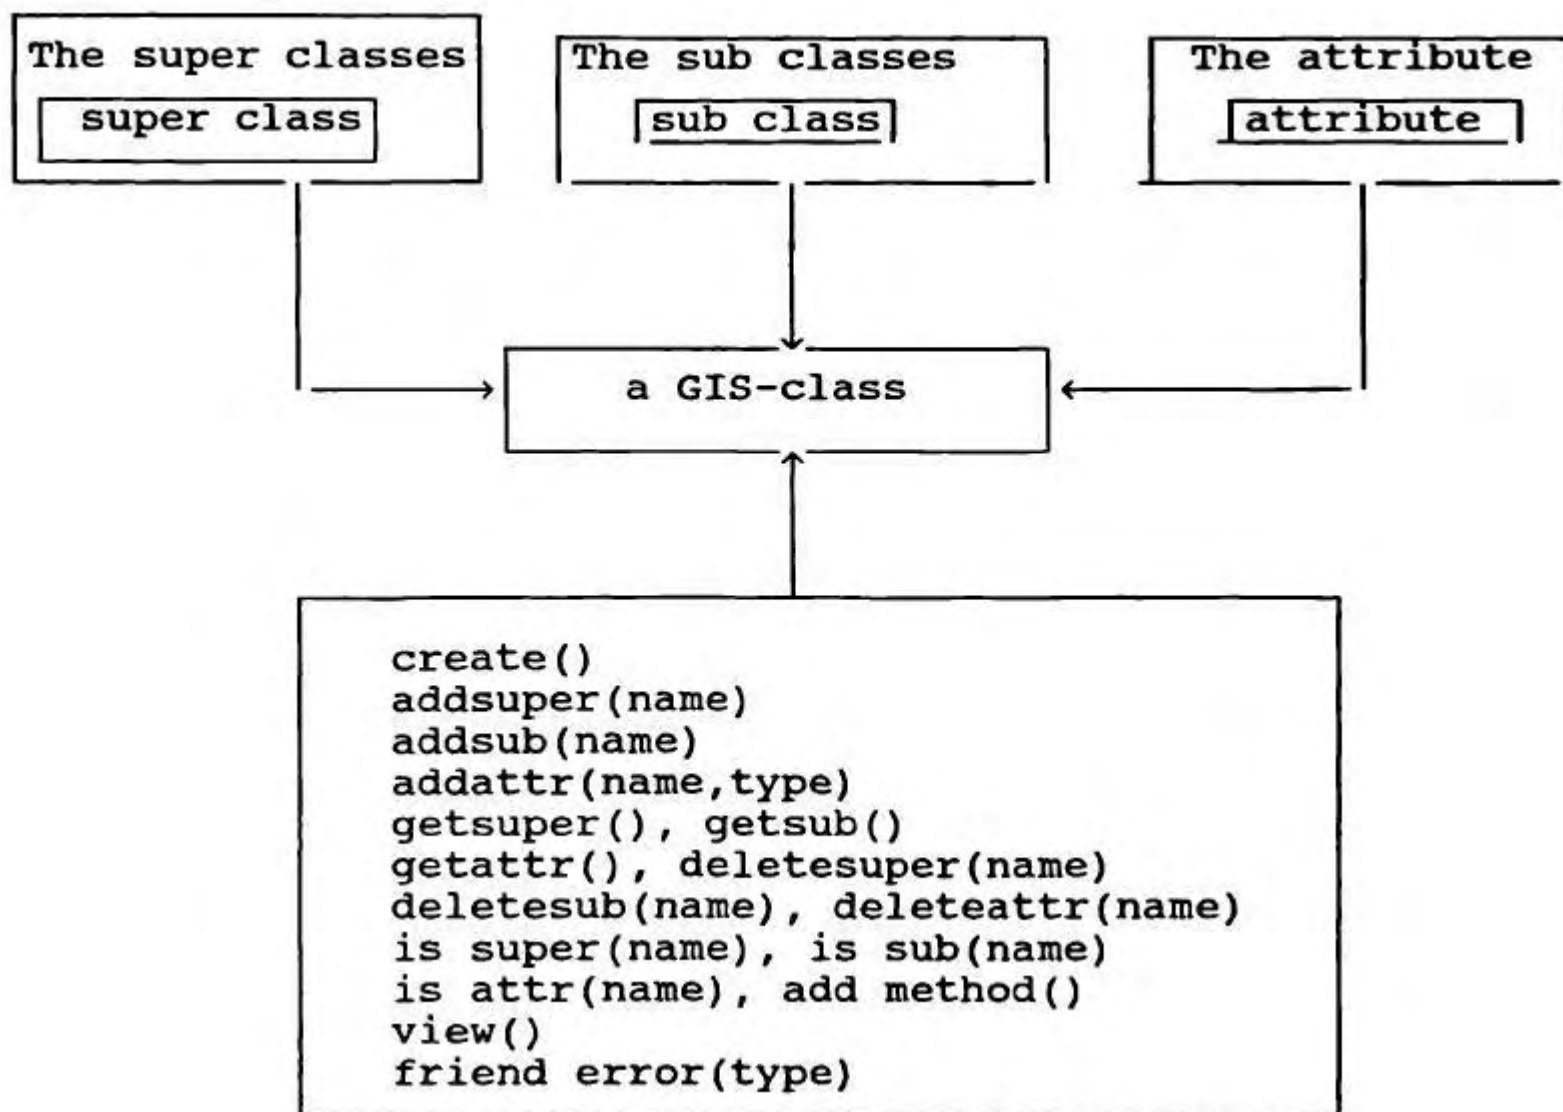 The super classes
super class
The sub classes
sub class
The attribute
attribute
a GIS-class
create()
addsuper(name)
addsub(name)
addattr(name,type)
getsuper(), getsub()
getattr(), deletesuper(name)
deletesub(name), deleteattr(name)
is super(name), is sub(name)
is attr(name), add method()
view()
friend error(type)